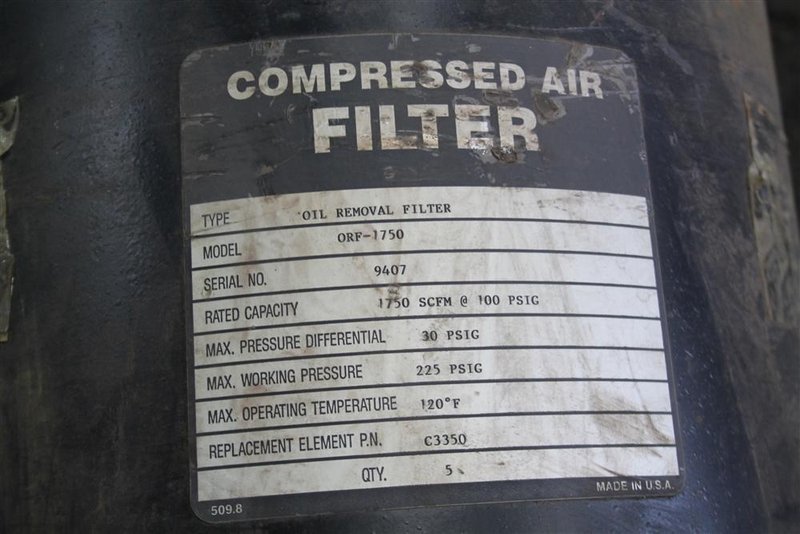 COMPRESSED AIR
FILTER
TYPE OIL REMOVAL FILTER
MODEL ORF-1750
SERIAL NO. 9407
RATED CAPACITY 1750 SCFM @ 100 PSIG
MAX. PRESSURE DIFFERENTIAL 30 PSIG
MAX. WORKING PRESSURE 225 PSIG
MAX. OPERATING TEMPERATURE 120°F
REPLACEMENT ELEMENT P.N. C3350
QTY. 5
509.8 MADE IN U.S.A.